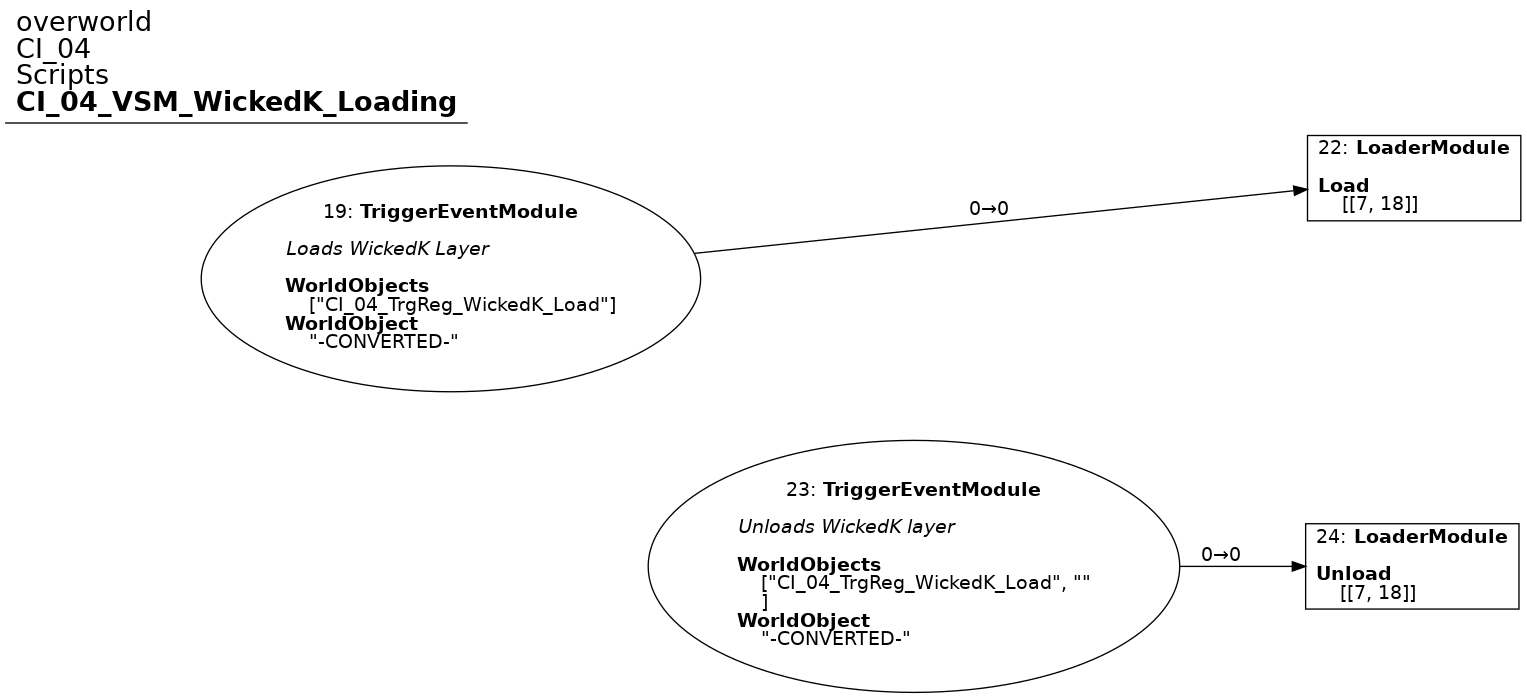 overworld
CI_04
Scripts
CI_04_VSM_WickedK_Loading
22: LoaderModule
Load
[[7, 18]]
0→0
19: TriggerEventModule
Loads WickedK Layer
WorldObjects
["CI_04_TrgReg_WickedK_Load"]
WorldObject
"-CONVERTED-"
23: TriggerEventModule
Unloads WickedK layer
WorldObjects
["CI_04_TrgReg_WickedK_Load", ""
]
WorldObject
"-CONVERTED-"
0→0
24: LoaderModule
Unload
[[7, 18]]